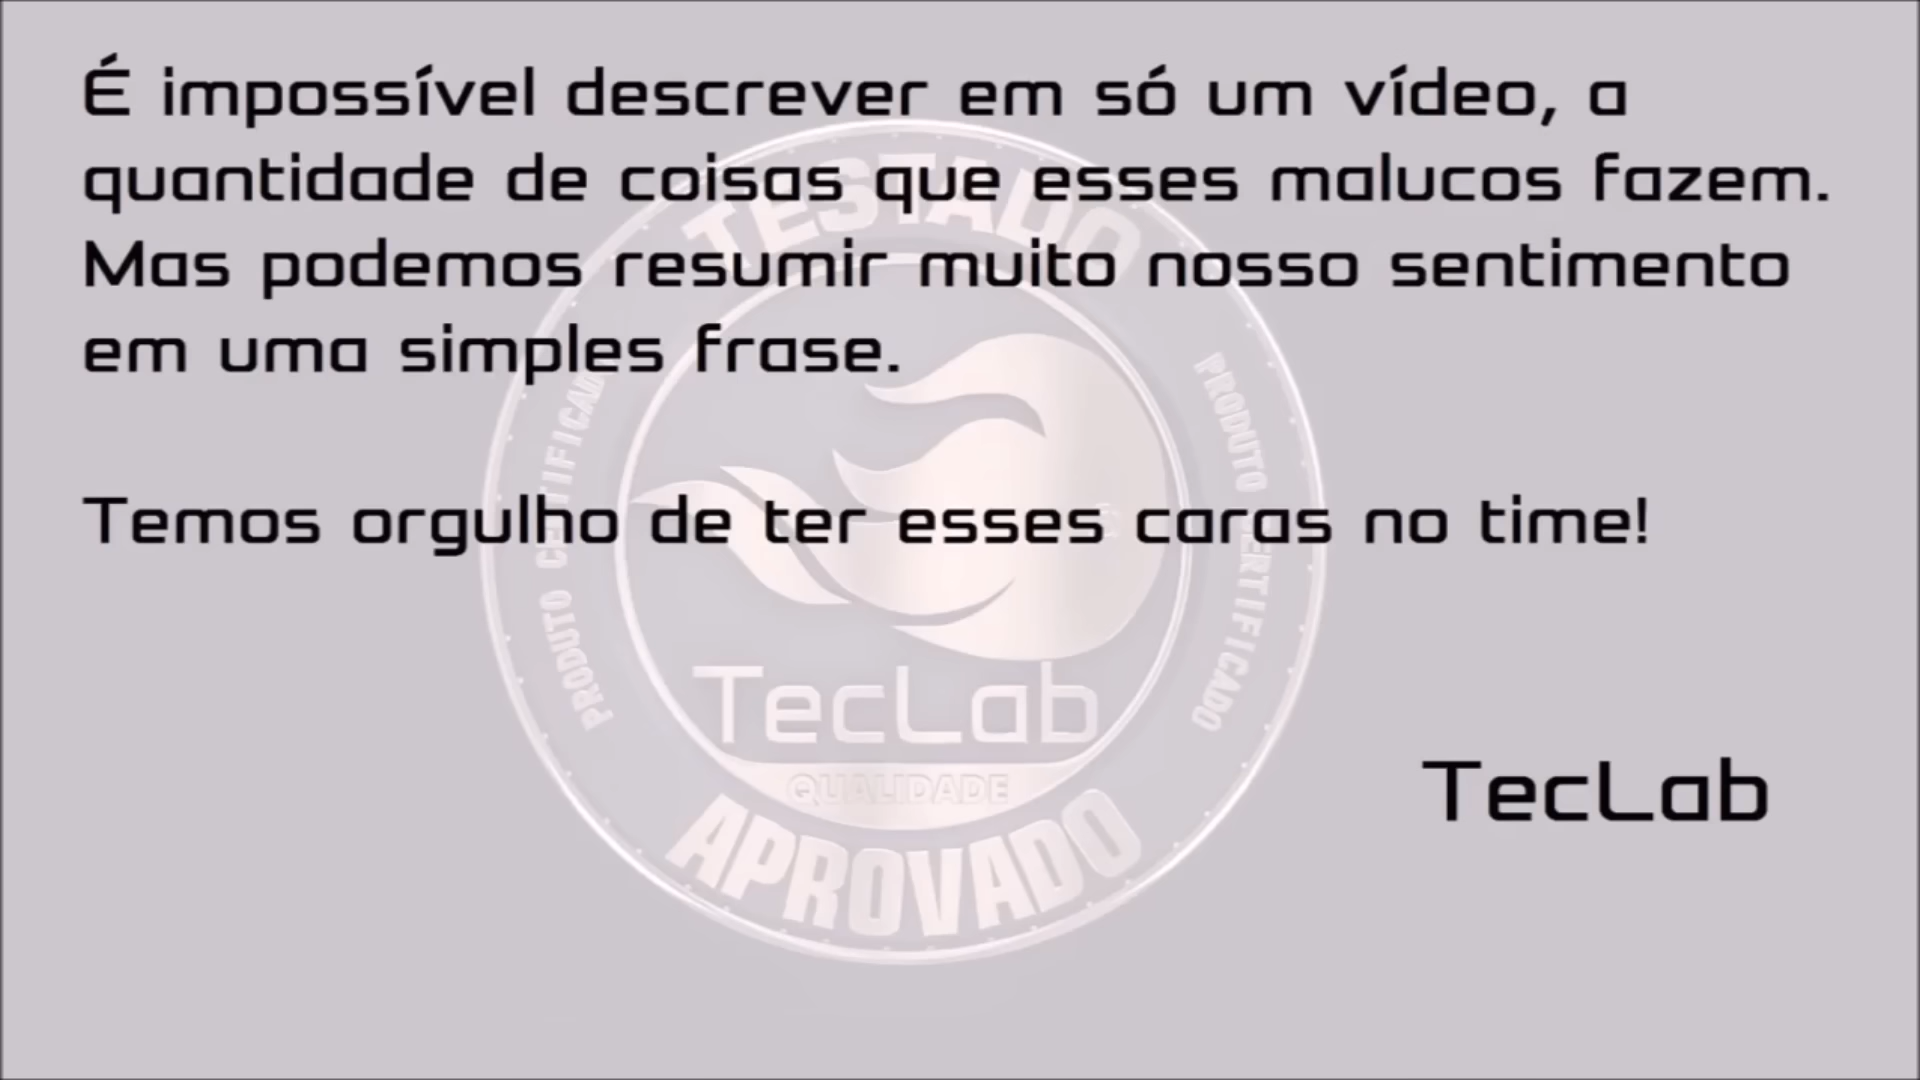 É impossível descrever em só um vídeo, a
quantidade de coisas que esses malucos fazem.
Mas podemos resumir muito nosso sentimento
em uma simples frase.
Temos orgulho de ter esses caras no time!
TecLab
TESTADO
PRODUTO CERTIFICADO
PRODUTO CERTIFICADO
TecLab
QUALIDADE
APROVADO